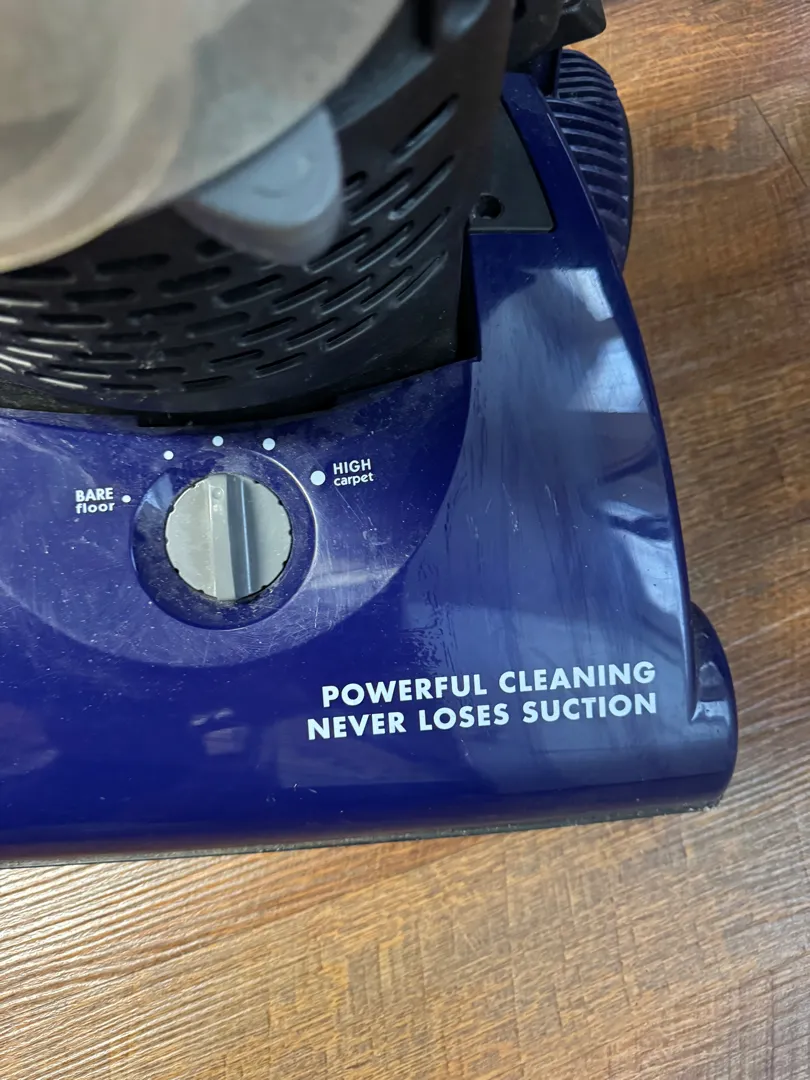 BARE
floor
HIGH
carpet
POWERFUL CLEANING
NEVER LOSES SUCTION